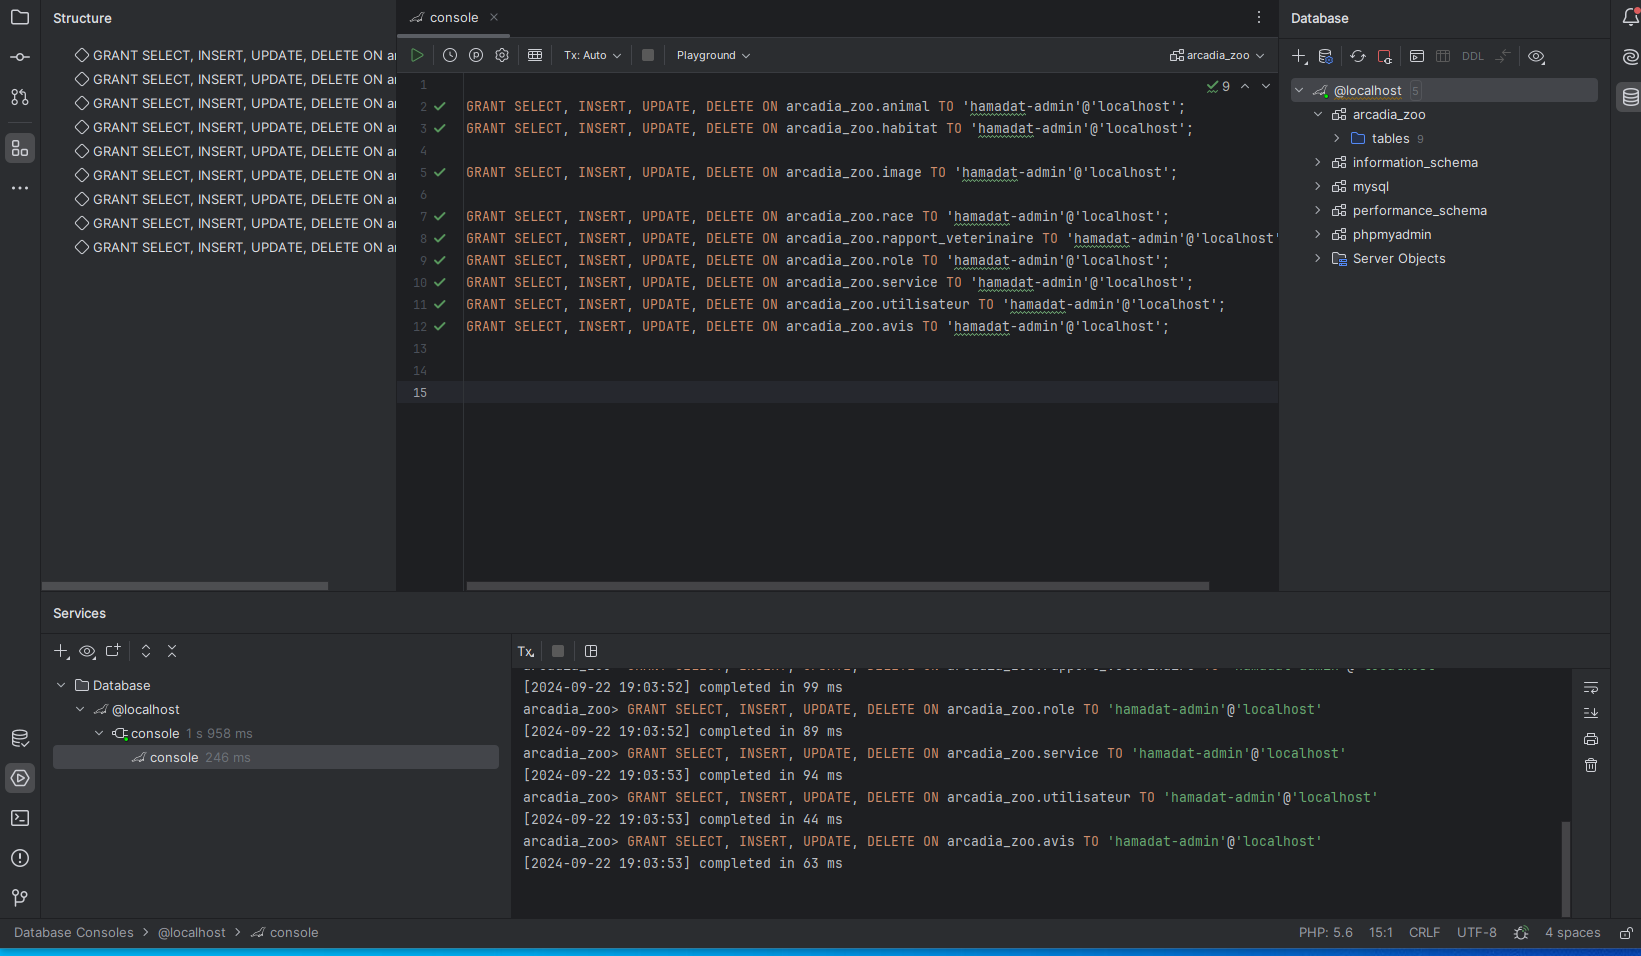 Structure
GRANT SELECT, INSERT, UPDATE, DELETE ON ar
GRANT SELECT, INSERT, UPDATE, DELETE ON ar
GRANT SELECT, INSERT, UPDATE, DELETE ON ar
GRANT SELECT, INSERT, UPDATE, DELETE ON ar
GRANT SELECT, INSERT, UPDATE, DELETE ON ar
GRANT SELECT, INSERT, UPDATE, DELETE ON ar
GRANT SELECT, INSERT, UPDATE, DELETE ON ar
GRANT SELECT, INSERT, UPDATE, DELETE ON ar
GRANT SELECT, INSERT, UPDATE, DELETE ON ar
console
Tx: Auto
Playground
arcadia_zoo
9
1
2 GRANT SELECT, INSERT, UPDATE, DELETE ON arcadia_zoo.animal TO 'hamadat-admin'@'localhost';
3 GRANT SELECT, INSERT, UPDATE, DELETE ON arcadia_zoo.habitat TO 'hamadat-admin'@'localhost';
4
5 GRANT SELECT, INSERT, UPDATE, DELETE ON arcadia_zoo.image TO 'hamadat-admin'@'localhost';
6
7 GRANT SELECT, INSERT, UPDATE, DELETE ON arcadia_zoo.race TO 'hamadat-admin'@'localhost';
8 GRANT SELECT, INSERT, UPDATE, DELETE ON arcadia_zoo.rapport_veterinaire TO 'hamadat-admin'@'localhost'
9 GRANT SELECT, INSERT, UPDATE, DELETE ON arcadia_zoo.role TO 'hamadat-admin'@'localhost';
10 GRANT SELECT, INSERT, UPDATE, DELETE ON arcadia_zoo.service TO 'hamadat-admin'@'localhost';
11 GRANT SELECT, INSERT, UPDATE, DELETE ON arcadia_zoo.utilisateur TO 'hamadat-admin'@'localhost';
12 GRANT SELECT, INSERT, UPDATE, DELETE ON arcadia_zoo.avis TO 'hamadat-admin'@'localhost';
13
14
15
Database
DDL
@localhost 5
arcadia_zoo
tables 9
information_schema
mysql
performance_schema
phpmyadmin
Server Objects
Services
Database
@localhost
console 1 s 958 ms
console 246 ms
Tx
[2024-09-22 19:03:52] completed in 99 ms
arcadia_zoo> GRANT SELECT, INSERT, UPDATE, DELETE ON arcadia_zoo.role TO 'hamadat-admin'@'localhost'
[2024-09-22 19:03:52] completed in 89 ms
arcadia_zoo> GRANT SELECT, INSERT, UPDATE, DELETE ON arcadia_zoo.service TO 'hamadat-admin'@'localhost'
[2024-09-22 19:03:53] completed in 94 ms
arcadia_zoo> GRANT SELECT, INSERT, UPDATE, DELETE ON arcadia_zoo.utilisateur TO 'hamadat-admin'@'localhost'
[2024-09-22 19:03:53] completed in 44 ms
arcadia_zoo> GRANT SELECT, INSERT, UPDATE, DELETE ON arcadia_zoo.avis TO 'hamadat-admin'@'localhost'
[2024-09-22 19:03:53] completed in 63 ms
Database Consoles > @localhost > console
PHP: 5.6 15:1 CRLF UTF-8 4 spaces